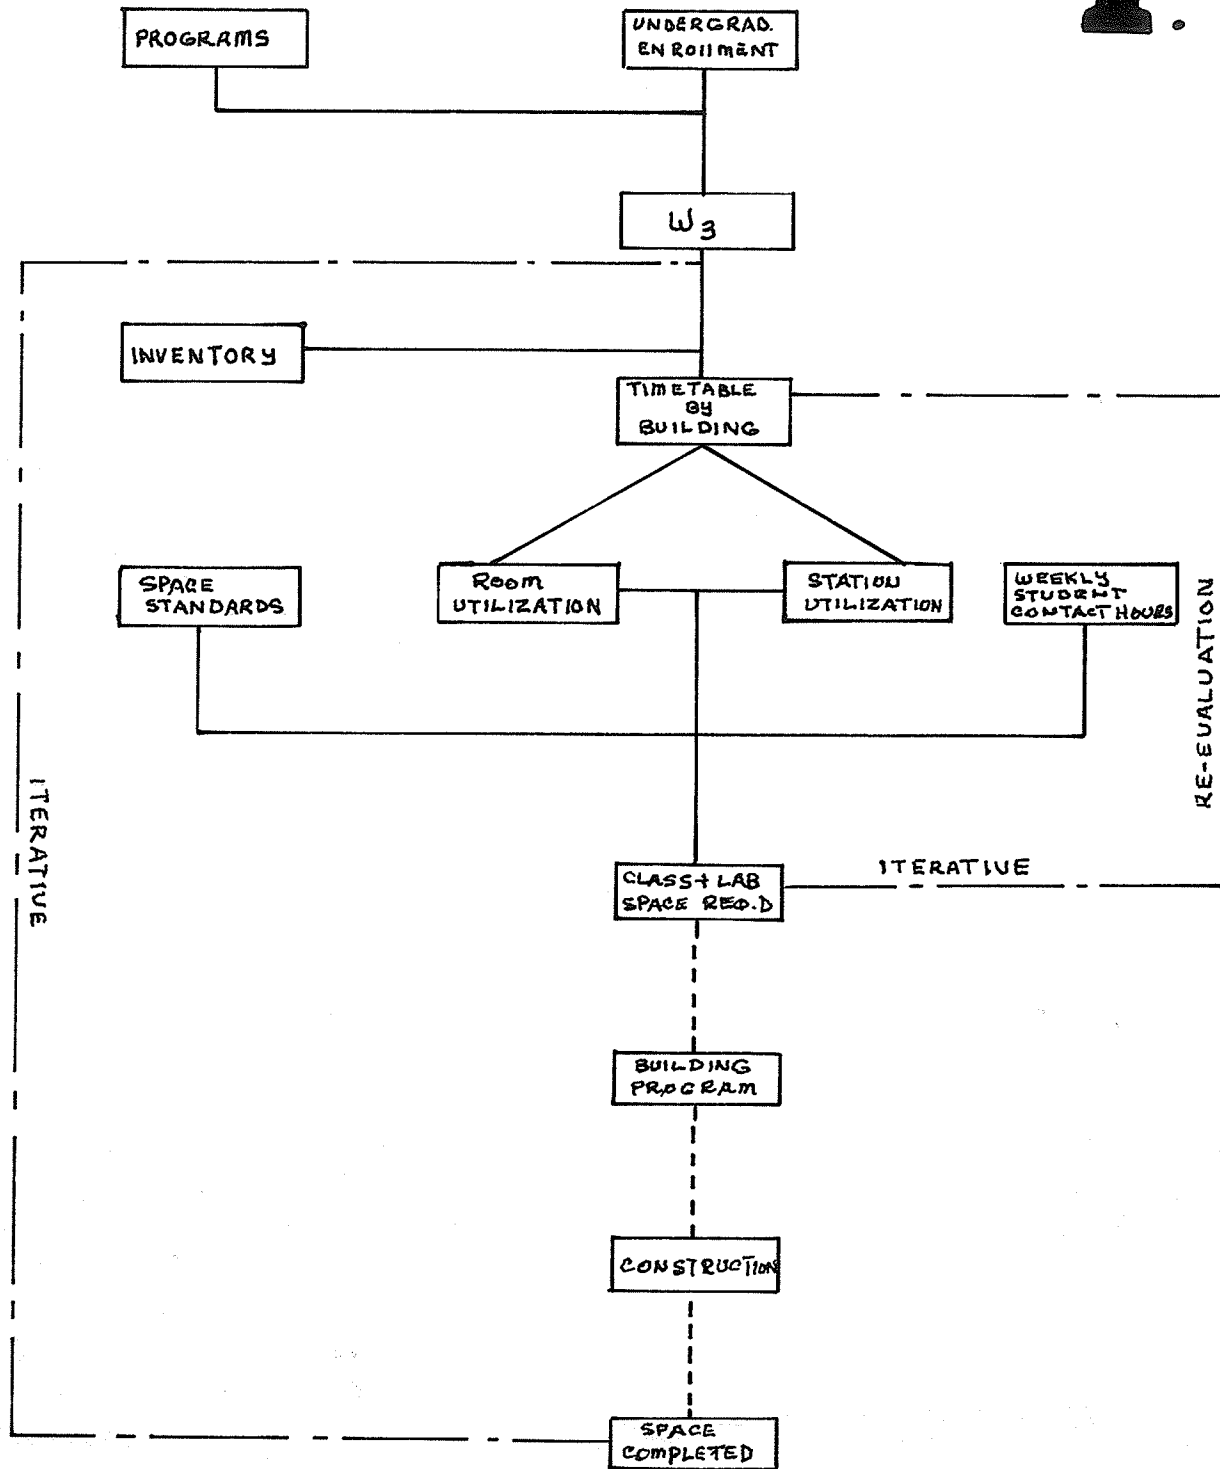 PROGRAMS
UNDERGRAD.
ENROllMENT
W3
INVENTORY
TIMETABLE
BY
BUILDING
SPACE
STANDARDS
ROOM
UTILIZATION
STATION
UTILIZATION
WEEKLY
STUDENT
CONTACT HOURS
RE-EVALUATION
ITERATIVE
CLASS + LAB
SPACE REQ.D
ITERATIVE
BUILDING
PROGRAM
CONSTRUCTION
SPACE
COMPLETED